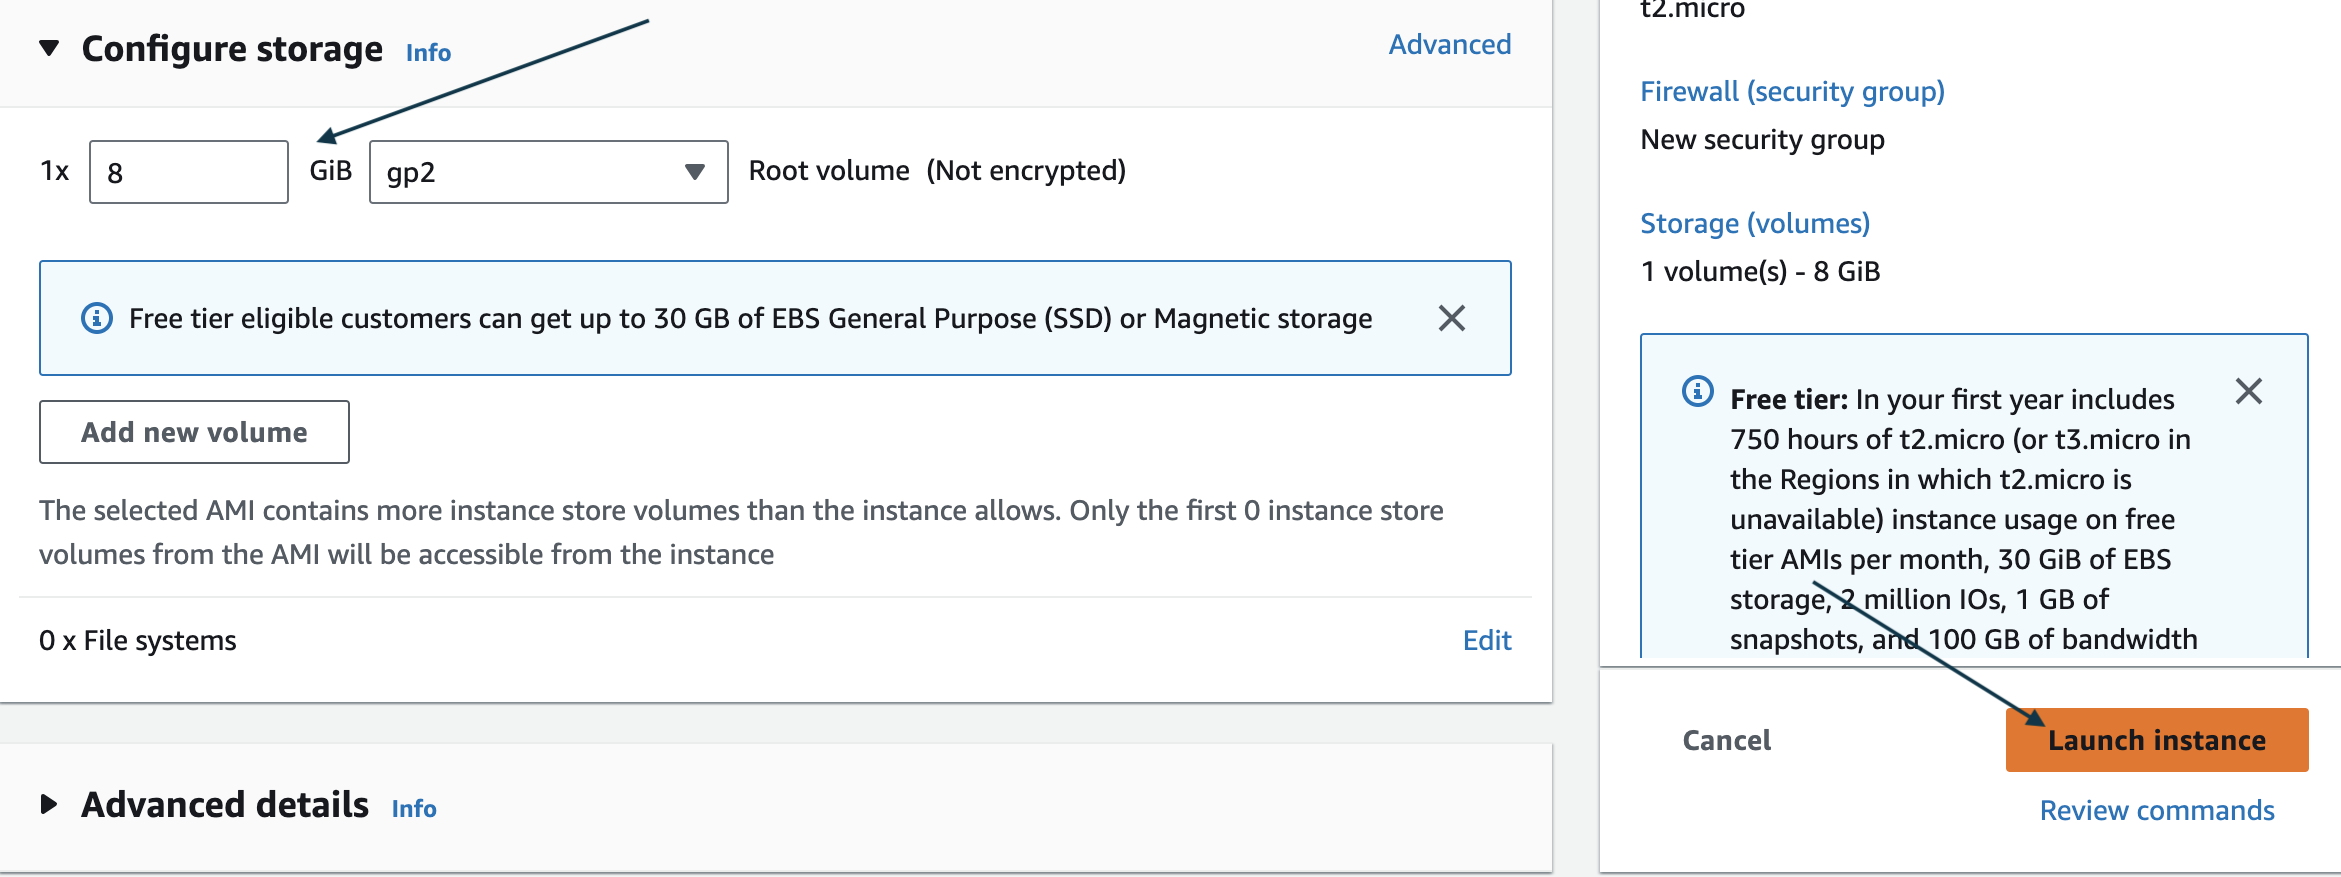 Configure storage Info
Advanced
1x 8 GiB gp2 Root volume (Not encrypted)
Free tier eligible customers can get up to 30 GB of EBS General Purpose (SSD) or Magnetic storage
Add new volume
The selected AMI contains more instance store volumes than the instance allows. Only the first 0 instance store
volumes from the AMI will be accessible from the instance
0 x File systems
Edit
Advanced details Info
t2.micro
Firewall (security group)
New security group
Storage (volumes)
1 volume(s) - 8 GiB
Free tier: In your first year includes
750 hours of t2.micro (or t3.micro in
the Regions in which t2.micro is
unavailable) instance usage on free
tier AMIs per month, 30 GiB of EBS
storage, 2 million IOs, 1 GB of
snapshots, and 100 GB of bandwidth
Cancel
Launch instance
Review commands